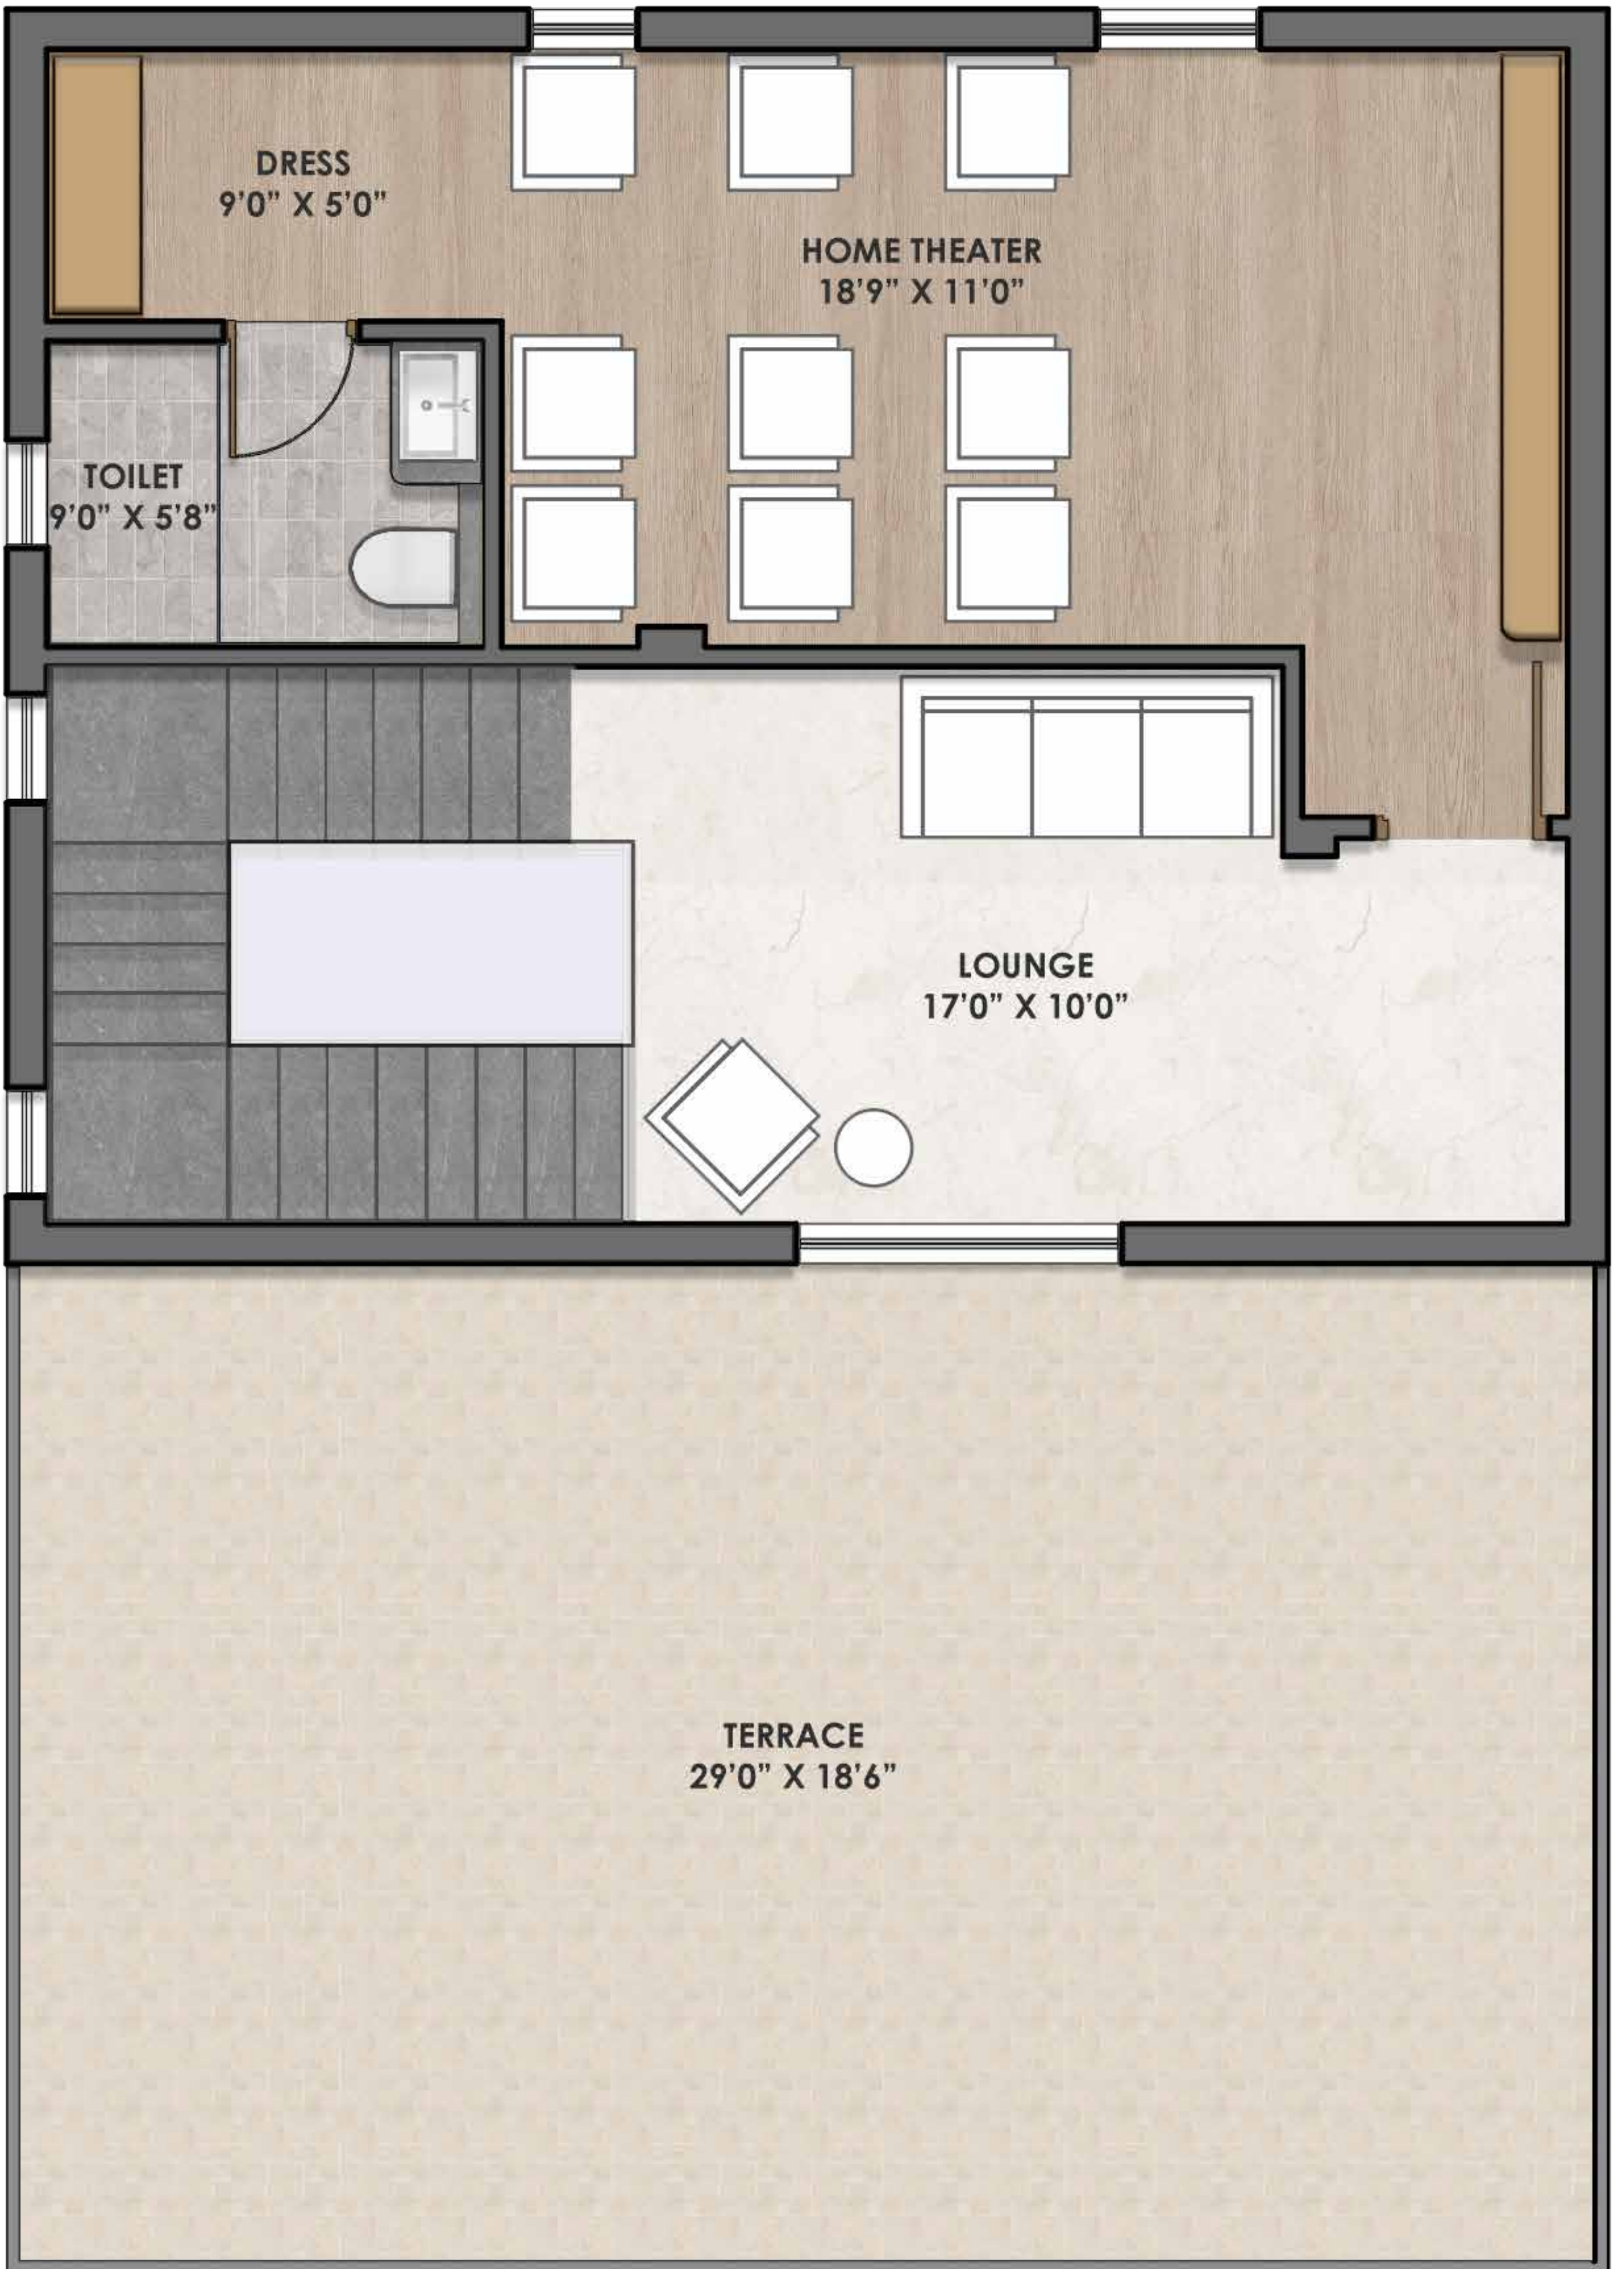 DRESS
9’0” X 5’0”
HOME THEATER
18’9” X 11’0”
TOILET
9’0” X 5’8”
LOUNGE
17’0” X 10’0”
TERRACE
29’0” X 18’6”